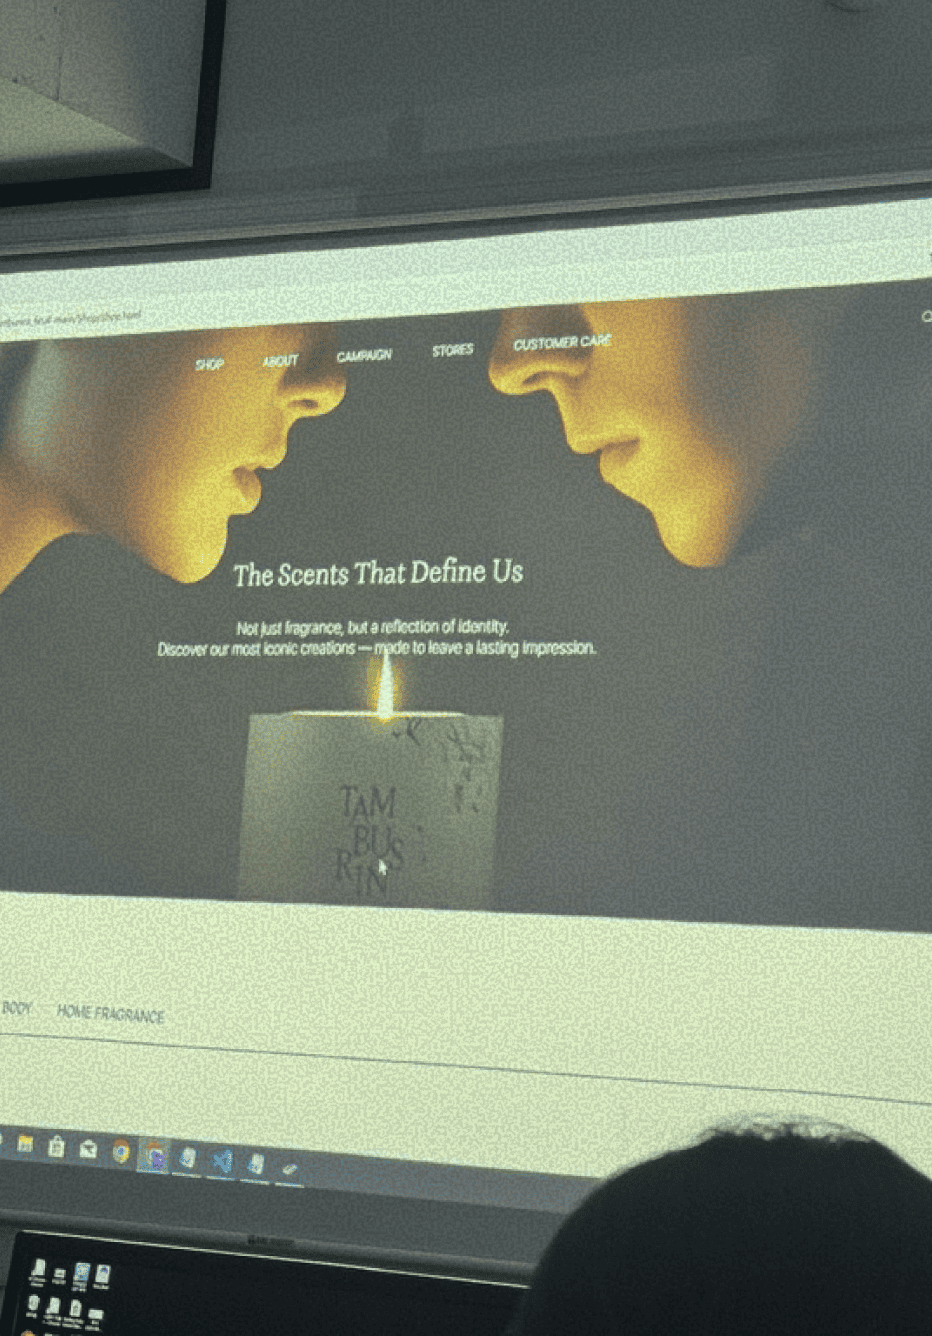 SHOP ABOUT CAMPAIGN STORES CUSTOMER CARE
The Scents That Define Us
Not just fragrance, but a reflection of identity.
Discover our most iconic creations — made to leave a lasting impression.
TAM
BUS
RIN
BODY HOME FRAGRANCE